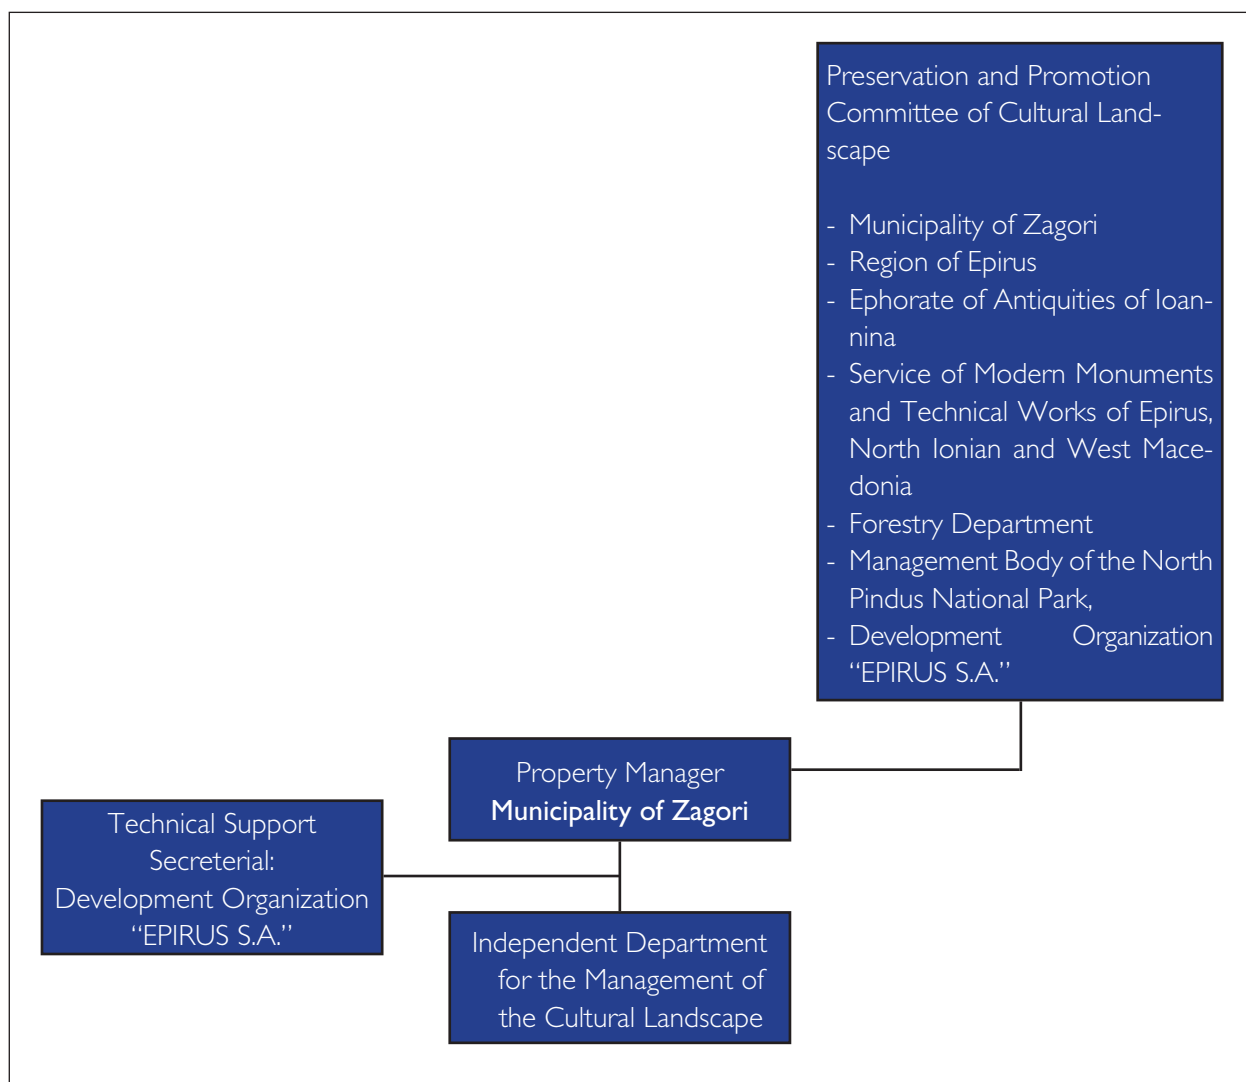 Preservation and Promotion
Committee of Cultural Land-
scape
- Municipality of Zagori
- Region of Epirus
- Ephorate of Antiquities of Ioan-
nina
- Service of Modern Monuments
and Technical Works of Epirus,
North Ionian and West Mace-
donia
- Forestry Department
- Management Body of the North
Pindus National Park,
- Development Organization
“EPIRUS S.A.”
Property Manager
Municipality of Zagori
Technical Support
Secreterial:
Development Organization
“EPIRUS S.A.”
Independent Department
for the Management of
the Cultural Landscape